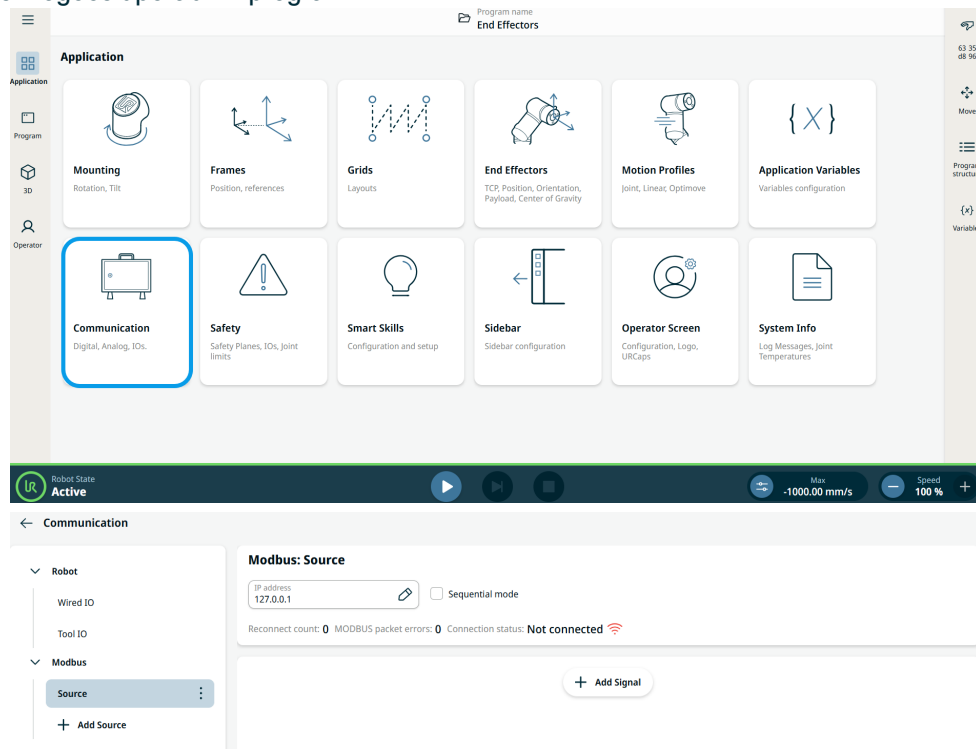 Program name
End Effectors
Application
Application
Program
3D
Operator
Mounting
Rotation, Tilt
Frames
Position, references
Grids
Layouts
End Effectors
TCP, Position, Orientation,
Payload, Center of Gravity
Motion Profiles
Joint, Linear, Optimove
Application Variables
Variables configuration
Communication
Digital, Analog, IOs.
Safety
Safety Planes, IOs, Joint
limits
Smart Skills
Configuration and setup
Sidebar
Sidebar configuration
Operator Screen
Configuration, Logo,
URCaps
System Info
Log Messages, Joint
Temperatures
63 35
d8 96
Move
{x}
Robot State
Active
Max
-1000.00 mm/s
Speed
100 %
Communication
Robot
Wired IO
Tool IO
Modbus
Source
Add Source
Modbus: Source
IP address
127.0.0.1
Sequential mode
Reconnect count: 0 MODBUS packet errors: 0 Connection status: Not connected
Add Signal